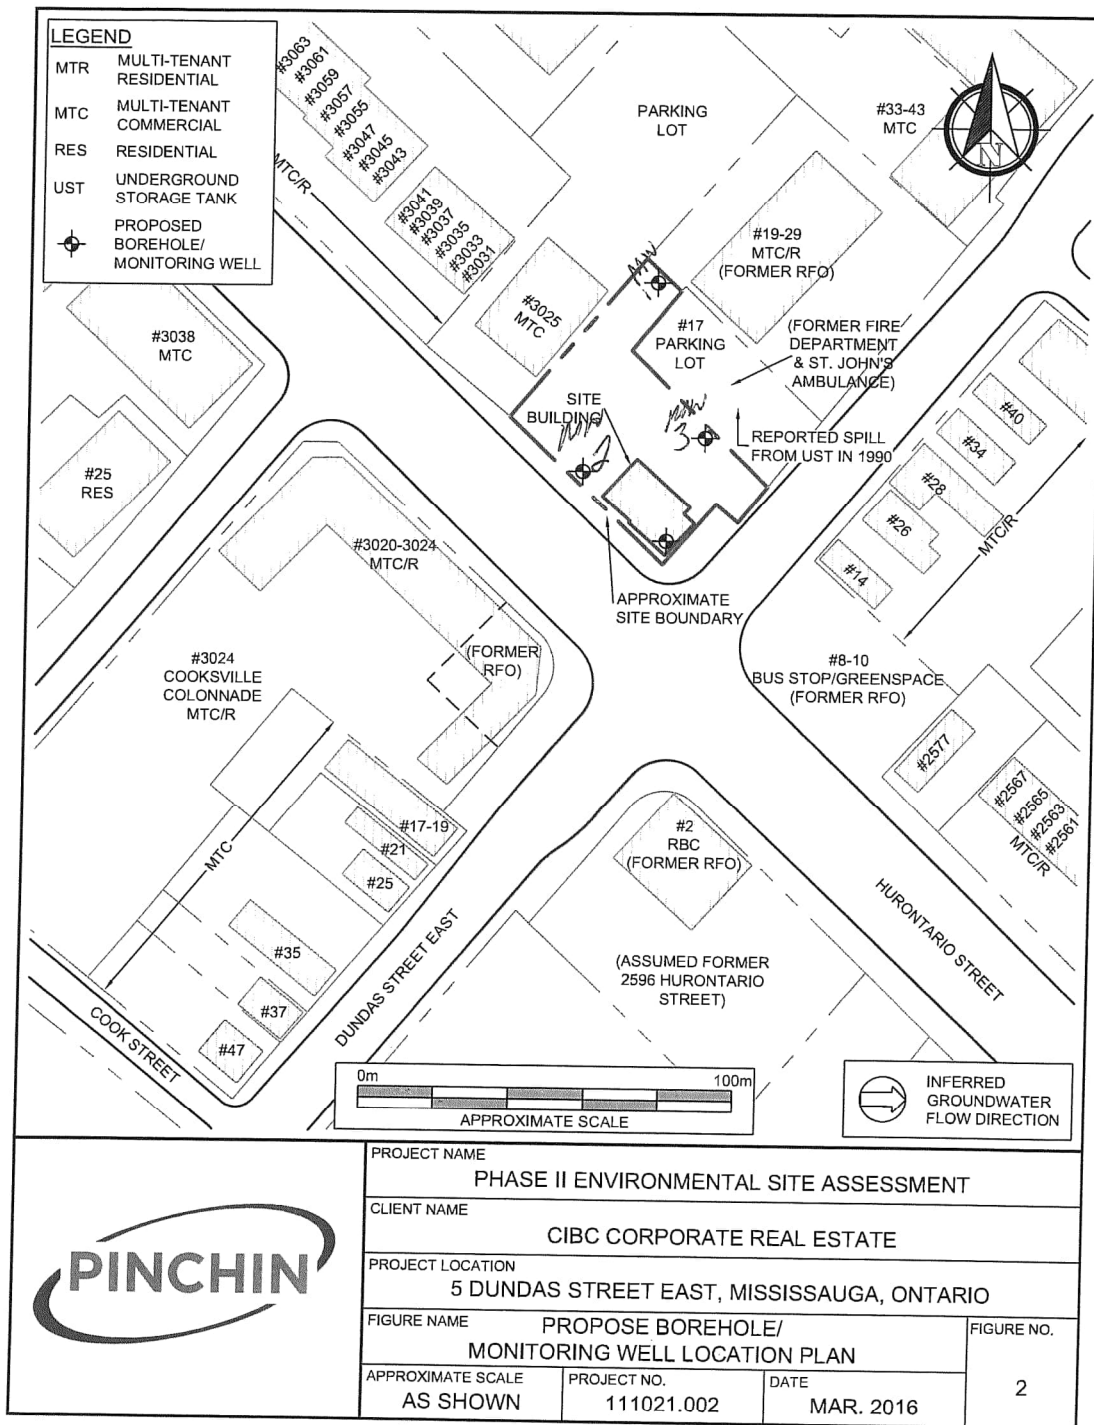 LEGEND
MTR MULTI-TENANT
RESIDENTIAL
MTC MULTI-TENANT
COMMERCIAL
RES RESIDENTIAL
UST UNDERGROUND
STORAGE TANK
PROPOSED
BOREHOLE/
MONITORING WELL
#3063
#3061
#3059
#3057
#3055
#3047
#3045
#3043
MTC/R
#3041
#3039
#3037
#3035
#3033
#3031
PARKING
LOT
#33-43
MTC
N
#19-29
MTC/R
(FORMER RFO)
MW
#3025
MTC
#17
PARKING
LOT
(FORMER FIRE
DEPARTMENT
& ST. JOHN'S
AMBULANCE)
#3038
MTC
SITE
BUILDING
3
REPORTED SPILL
FROM UST IN 1990
#40
#34
#28
#26
#14
MTC/R
#25
RES
#3020-3024
MTC/R
APPROXIMATE
SITE BOUNDARY
(FORMER
RFO)
#3024
COOKSVILLE
COLONNADE
MTC/R
#8-10
BUS STOP/GREENSPACE
(FORMER RFO)
#2577
#2567
#2565
#2563
#2561
MTC/R
#17-19
#21
#25
MTC
#35
#37
#47
#2
RBC
(FORMER RFO)
HURONTARIO STREET
(ASSUMED FORMER
2596 HURONTARIO
STREET)
DUNDAS STREET EAST
COOK STREET
0m 100m
APPROXIMATE SCALE
INFERRED
GROUNDWATER
FLOW DIRECTION
PINCHIN
PROJECT NAME
PHASE II ENVIRONMENTAL SITE ASSESSMENT
CLIENT NAME
CIBC CORPORATE REAL ESTATE
PROJECT LOCATION
5 DUNDAS STREET EAST, MISSISSAUGA, ONTARIO
FIGURE NAME
PROPOSE BOREHOLE/
MONITORING WELL LOCATION PLAN
FIGURE NO.
2
APPROXIMATE SCALE
AS SHOWN
PROJECT NO.
111021.002
DATE
MAR. 2016